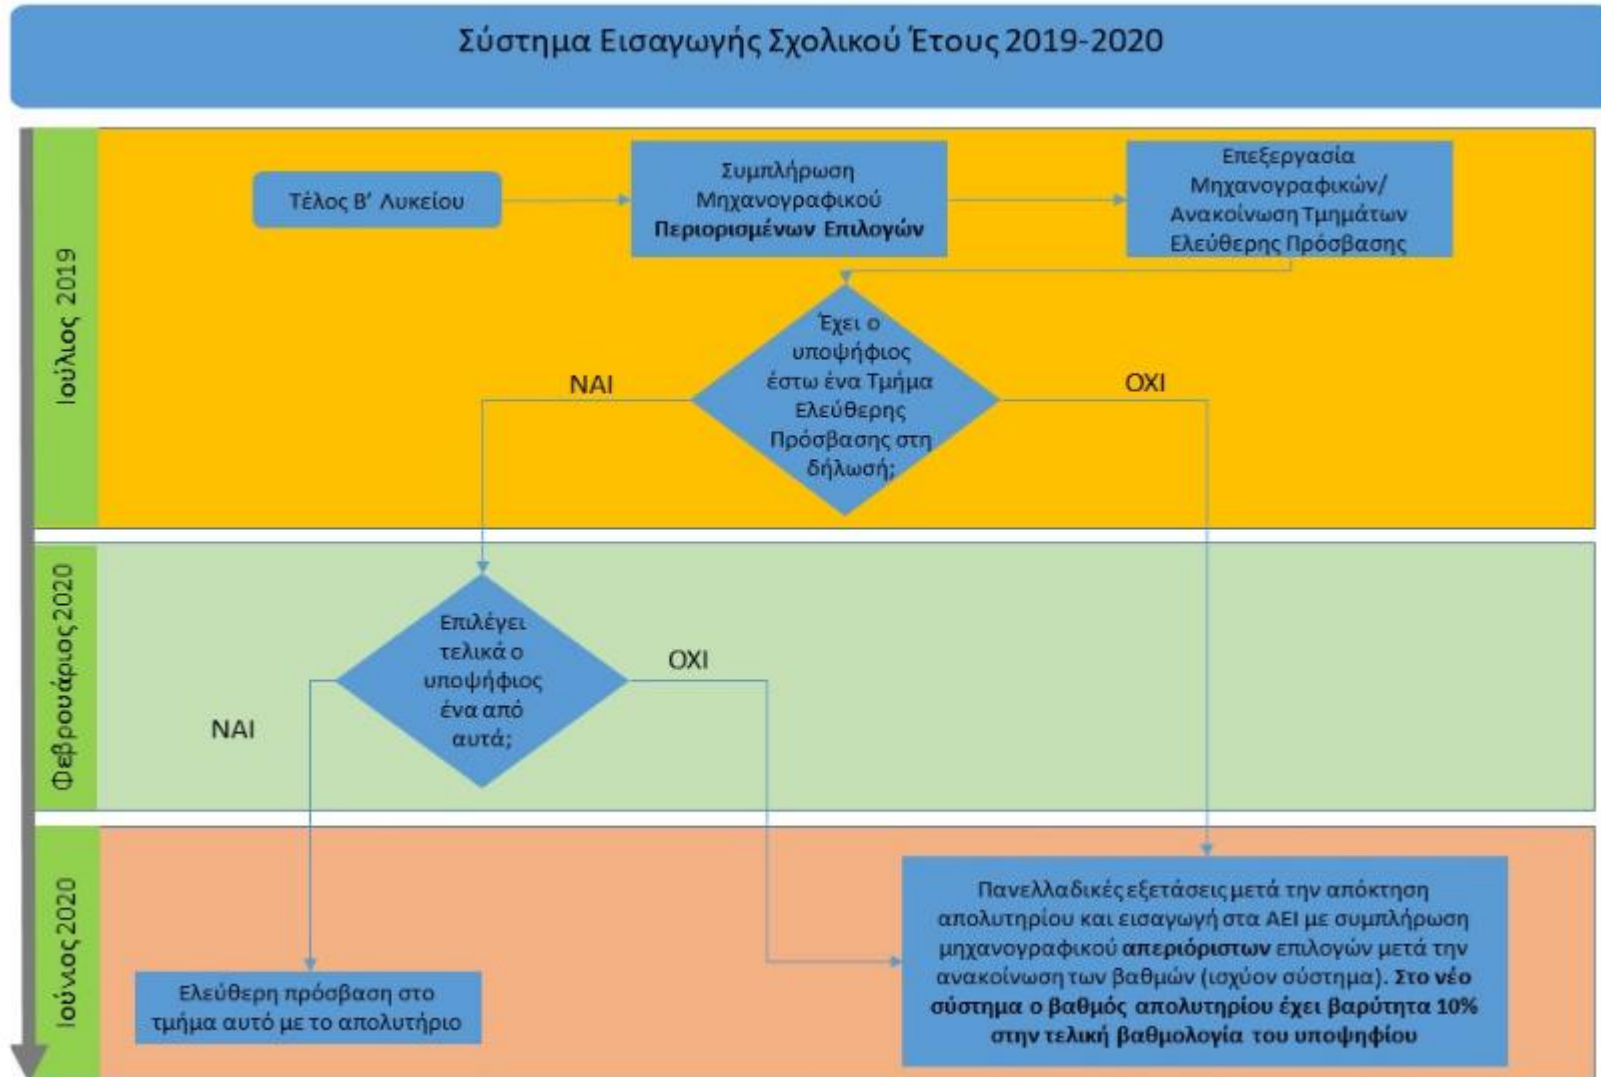 Σύστημα Εισαγωγής Σχολικού Έτους 2019-2020
Ιούλιος 2019
Τέλος Β' Λυκείου
Συμπλήρωση
Μηχανογραφικού
Περιορισμένων Επιλογών
Επεξεργασία
Μηχανογραφικών/
Ανακοίνωση Τμημάτων
Ελεύθερης Πρόσβασης
Έχει ο
υποψήφιος
έστω ένα Τμήμα
Ελεύθερης
Πρόσβασης στη
δήλωσή;
ΝΑΙ
ΟΧΙ
Φεβρουάριος 2020
Επιλέγει
τελικά ο
υποψήφιος
ένα από
αυτά;
ΝΑΙ
ΟΧΙ
Ιούνιος 2020
Ελεύθερη πρόσβαση στο
τμήμα αυτό με το απολυτήριο
Πανελλαδικές εξετάσεις μετά την απόκτηση
απολυτηρίου και εισαγωγή στα ΑΕΙ με συμπλήρωση
μηχανογραφικού απεριόριστων επιλογών μετά την
ανακοίνωση των βαθμών (ισχύον σύστημα). Στο νέο
σύστημα ο βαθμός απολυτηρίου έχει βαρύτητα 10%
στην τελική βαθμολογία του υποψηφίου